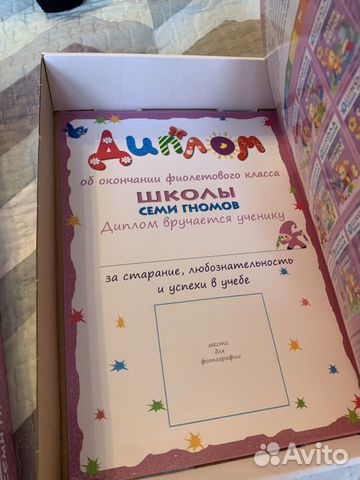 Диплом
об окончании фиолетового класса
ШКОЛЫ
СЕМИ ГНОМОВ
Диплом вручается ученику
за старание, любознательность
и успехи в учебе
место
для
фотографии
Avito